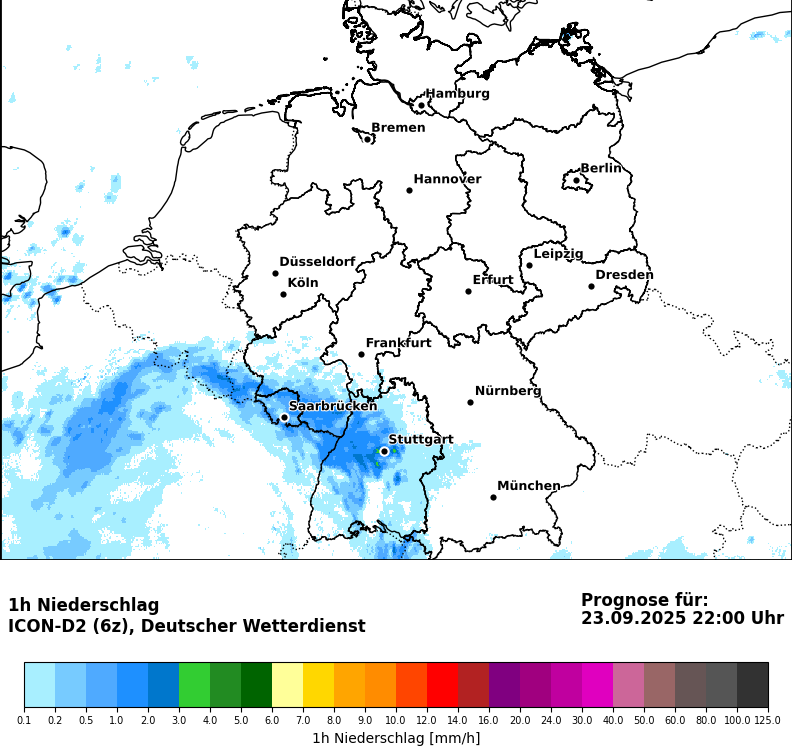 Hamburg
Bremen
Berlin
Hannover
Leipzig
Düsseldorf
Dresden
Köln
Erfurt
Frankfurt
Nürnberg
Saarbrücken
Stuttgart
München
1h Niederschlag
ICON-D2 (6z), Deutscher Wetterdienst
Prognose für:
23.09.2025 22:00 Uhr
0.1 0.2 0.5 1.0 2.0 3.0 4.0 5.0 6.0 7.0 9.0 10.0 12.0 14.0 16.0 20.0 24.0 30.0 40.0 50.0 60.0 80.0 100.0 125.0
1h Niederschlag [mm/h]